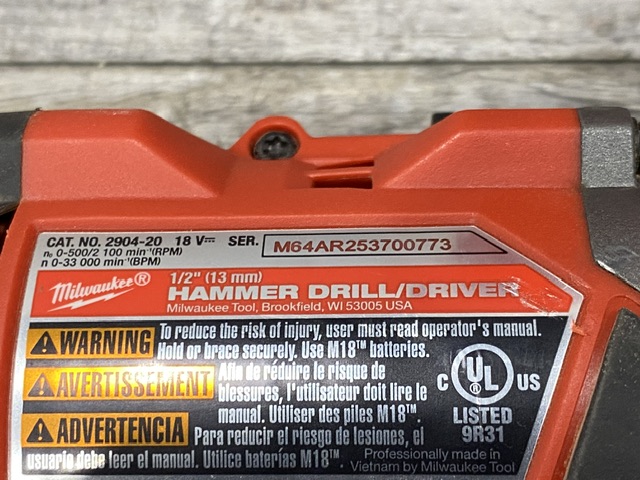 CAT. NO. 2904-20 18 V⎓ SER. M64AR253700773
n₀ 0-500/2 100 min⁻¹(RPM)
n 0-33 000 min⁻¹(BPM)
Milwaukee®
1/2" (13 mm)
HAMMER DRILL/DRIVER
Milwaukee Tool, Brookfield, WI 53005 USA
WARNING To reduce the risk of injury, user must read operator's manual.
Hold or brace securely. Use M18™ batteries.
AVERTISSEMENT Afin de réduire le risque de
blessures, l'utilisateur doit lire le
manual. Utiliser des piles M18™.
ADVERTENCIA Para reducir el riesgo de lesiones, el
usuario debe leer el manual. Utilice baterías M18™.
C UL US
®
LISTED
9R31
Professionally made in
Vietnam by Milwaukee Tool